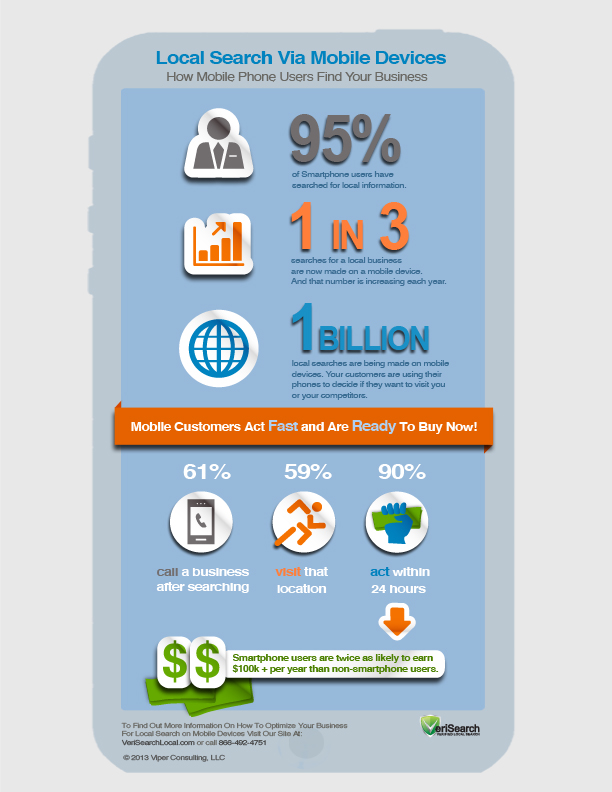 Local Search Via Mobile Devices
How Mobile Phone Users Find Your Business
95%
of Smartphone users have
searched for local information.
1 IN 3
searches for a local business
are now made on a mobile device.
And that number is increasing each year.
1 BILLION
local searches are being made on mobile
devices. Your customers are using their
phones to decide if they want to visit you
or your competitors.
Mobile Customers Act Fast and Are Ready To Buy Now!
61% 59% 90%
call a business visit that act within
after searching location 24 hours
$ $
Smartphone users are twice as likely to earn
$100k + per year than non-smartphone users.
To Find Out More Information On How To Optimize Your Business
For Local Search on Mobile Devices Visit Our Site At:
VeriSearchLocal.com or call 866-492-4751
© 2013 Viper Consulting, LLC
VeriSearch
VERIFIED LOCAL SEARCH